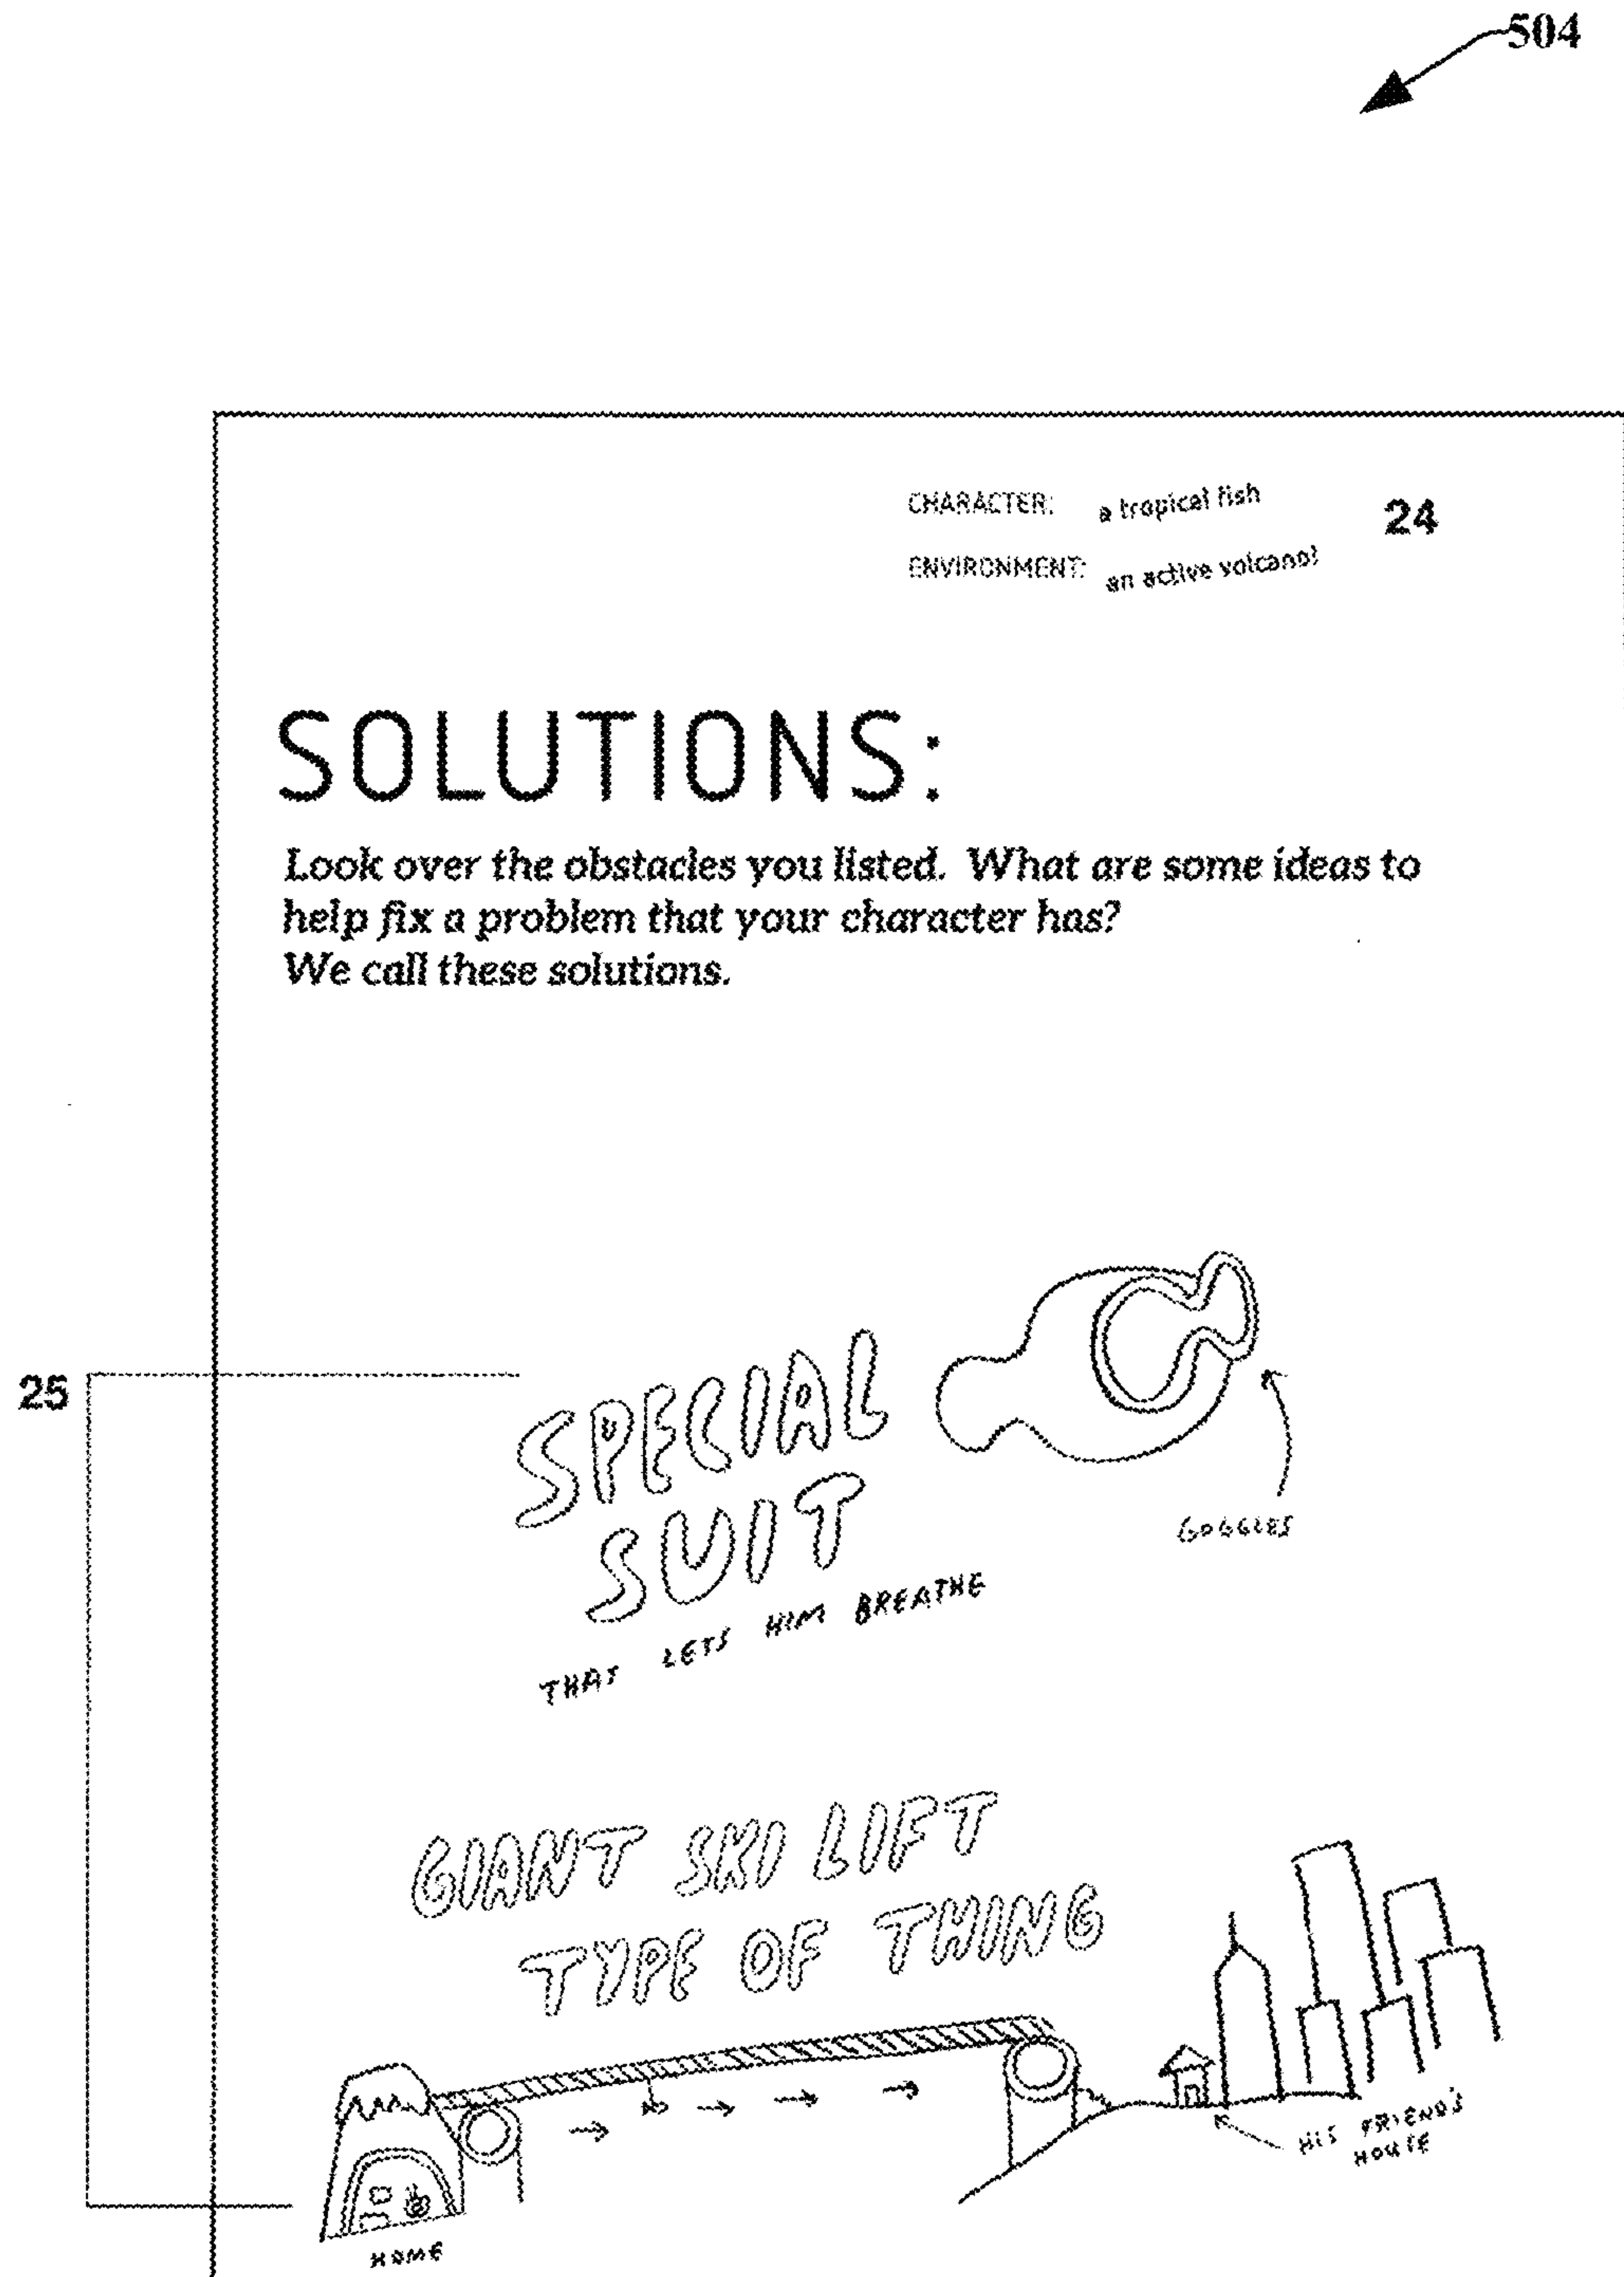 504
CHARACTER: a tropical fish 24
ENVIRONMENT: an active volcano!
SOLUTIONS:
Look over the obstacles you listed. What are some ideas to
help fix a problem that your character has?
We call these solutions.
25
SPECIAL
SUIT
THAT LETS HIM BREATHE
GOGGLES
GIANT SKI LIFT
TYPE OF THING
HIS FRIEND'S
HOUSE
HOME